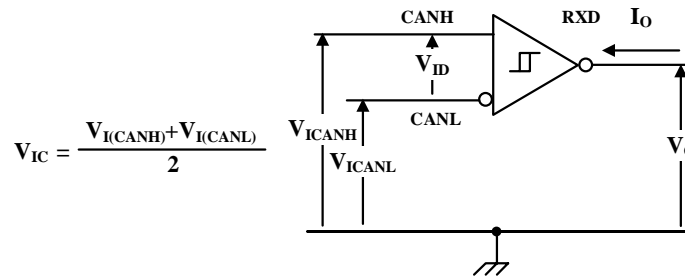 CANH
RXD
I_O
V_ID
CANL
V_ICANH
V_ICANL
V_IC = V_I(CANH)+V_I(CANL)
2